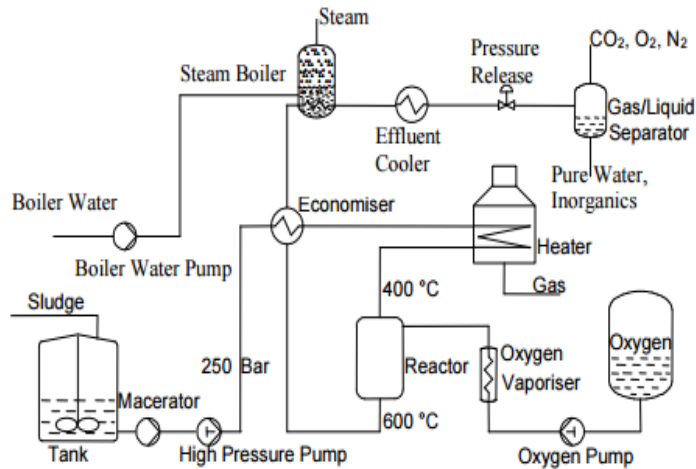 Steam
CO2, O2, N2
Pressure
Release
Steam Boiler
Gas/Liquid
Separator
Effluent
Cooler
Pure Water,
Inorganics
Boiler Water
Economiser
Heater
Boiler Water Pump
Gas
400 °C
Sludge
Oxygen
250 Bar
Reactor
Oxygen
Vaporiser
Macerator
600 °C
Tank
High Pressure Pump
Oxygen Pump